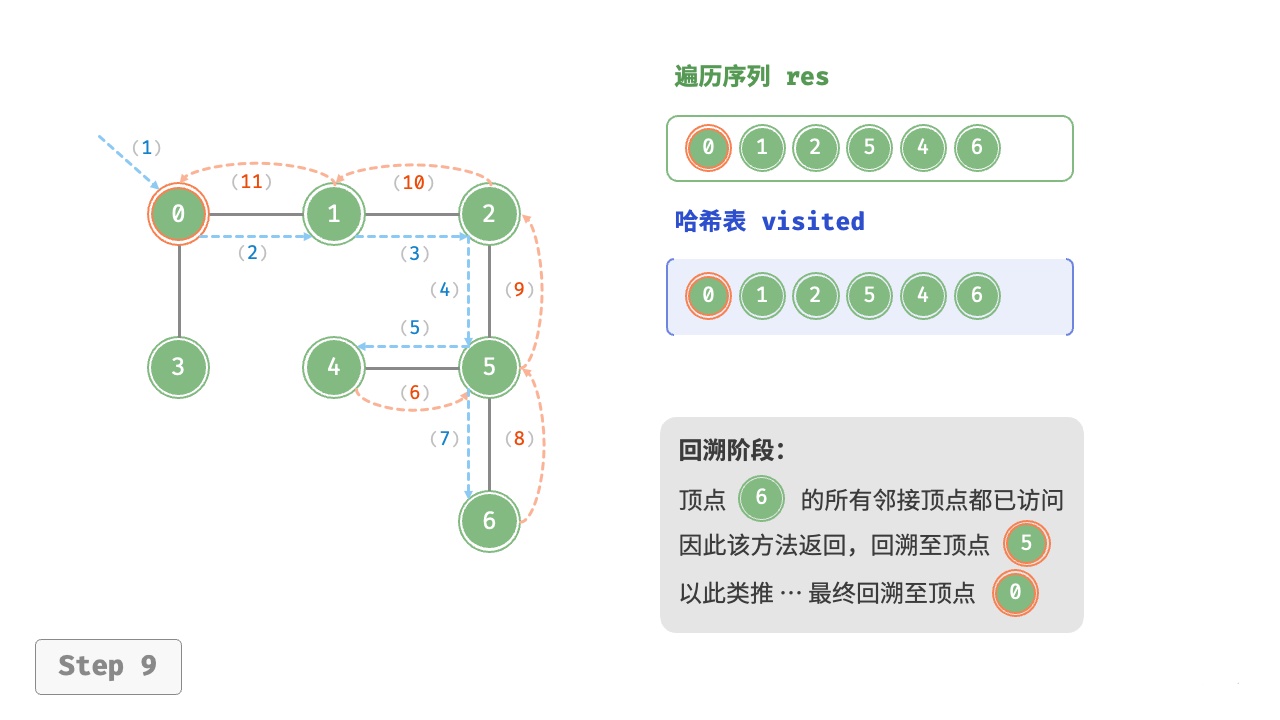 遍历序列 res
0 1 2 5 4 6
哈希表 visited
0 1 2 5 4 6
(1)
(11) (10)
0 1 2
(2) (3)
(4) (9)
(5)
3 4 5
(6)
(7) (8)
6
回溯阶段：
顶点 6 的所有邻接顶点都已访问
因此该方法返回，回溯至顶点 5
以此类推 … 最终回溯至顶点 0
Step 9